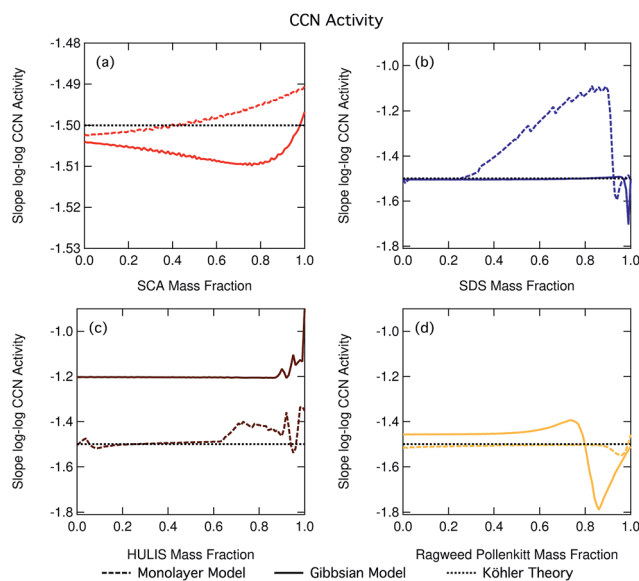 CCN Activity
(a)
Slope log-log CCN Activity
-1.48
-1.49
-1.50
-1.51
-1.52
-1.53
0.0 0.2 0.4 0.6 0.8 1.0
SCA Mass Fraction
(b)
Slope log-log CCN Activity
-1.0
-1.2
-1.4
-1.6
-1.8
0.0 0.2 0.4 0.6 0.8 1.0
SDS Mass Fraction
(c)
Slope log-log CCN Activity
-1.0
-1.2
-1.4
-1.6
-1.8
0.0 0.2 0.4 0.6 0.8 1.0
HULIS Mass Fraction
(d)
Slope log-log CCN Activity
-1.0
-1.2
-1.4
-1.6
-1.8
0.0 0.2 0.4 0.6 0.8 1.0
Ragweed Pollenkitt Mass Fraction
Monolayer Model Gibbsian Model Köhler Theory